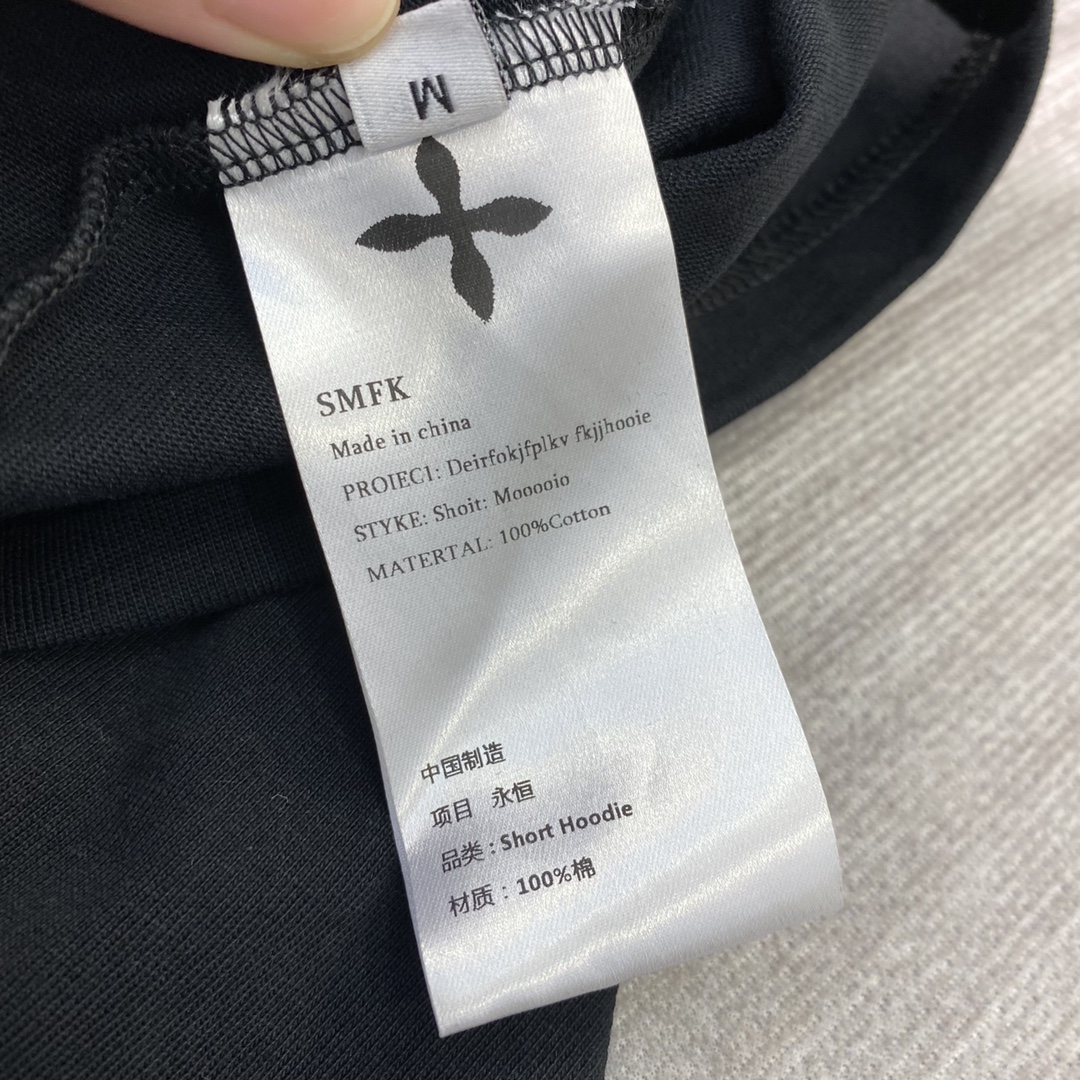 M
SMFK
Made in china
PROIEC1: Deirfokjfplkv fkjjhooie
STYKE: Shoit: Mooooio
MATERTAL: 100%Cotton
中国制造
项目 永恒
品类：Short Hoodie
材质：100%棉